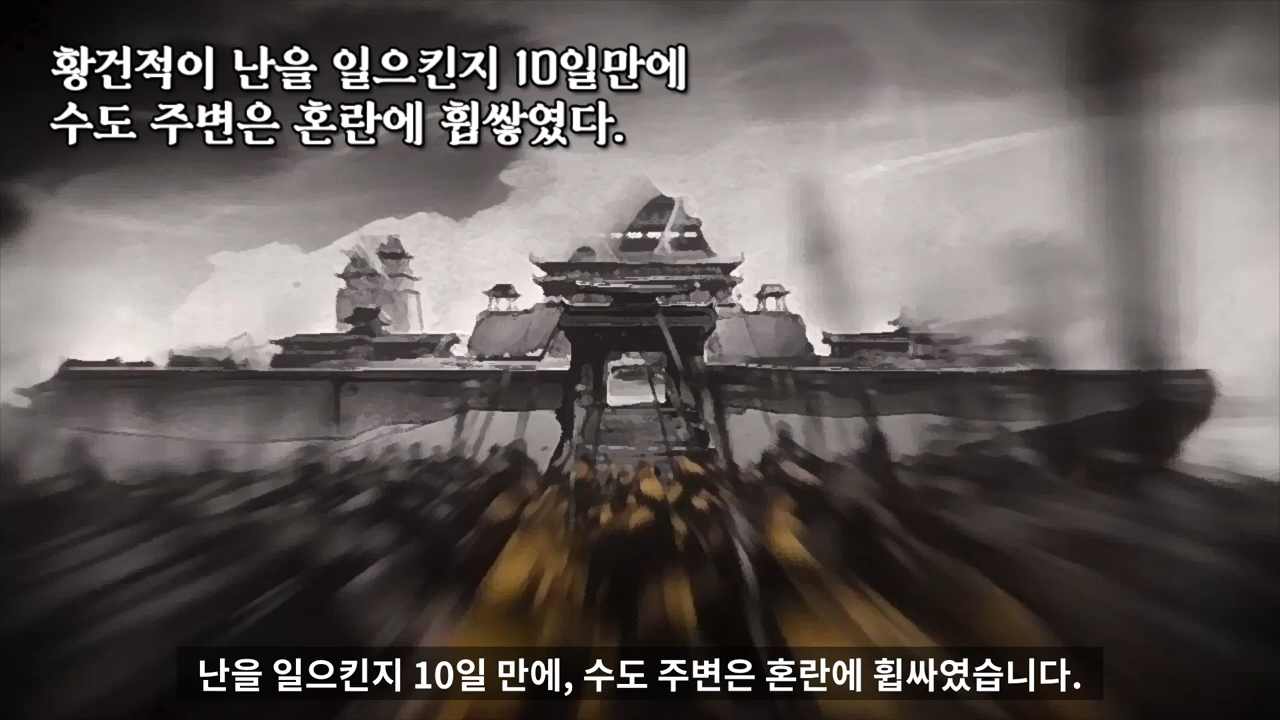 황건적이 난을 일으킨지 10일만에
수도 주변은 혼란에 휩쌓였다.
난을 일으킨지 10일 만에, 수도 주변은 혼란에 휩싸였습니다.